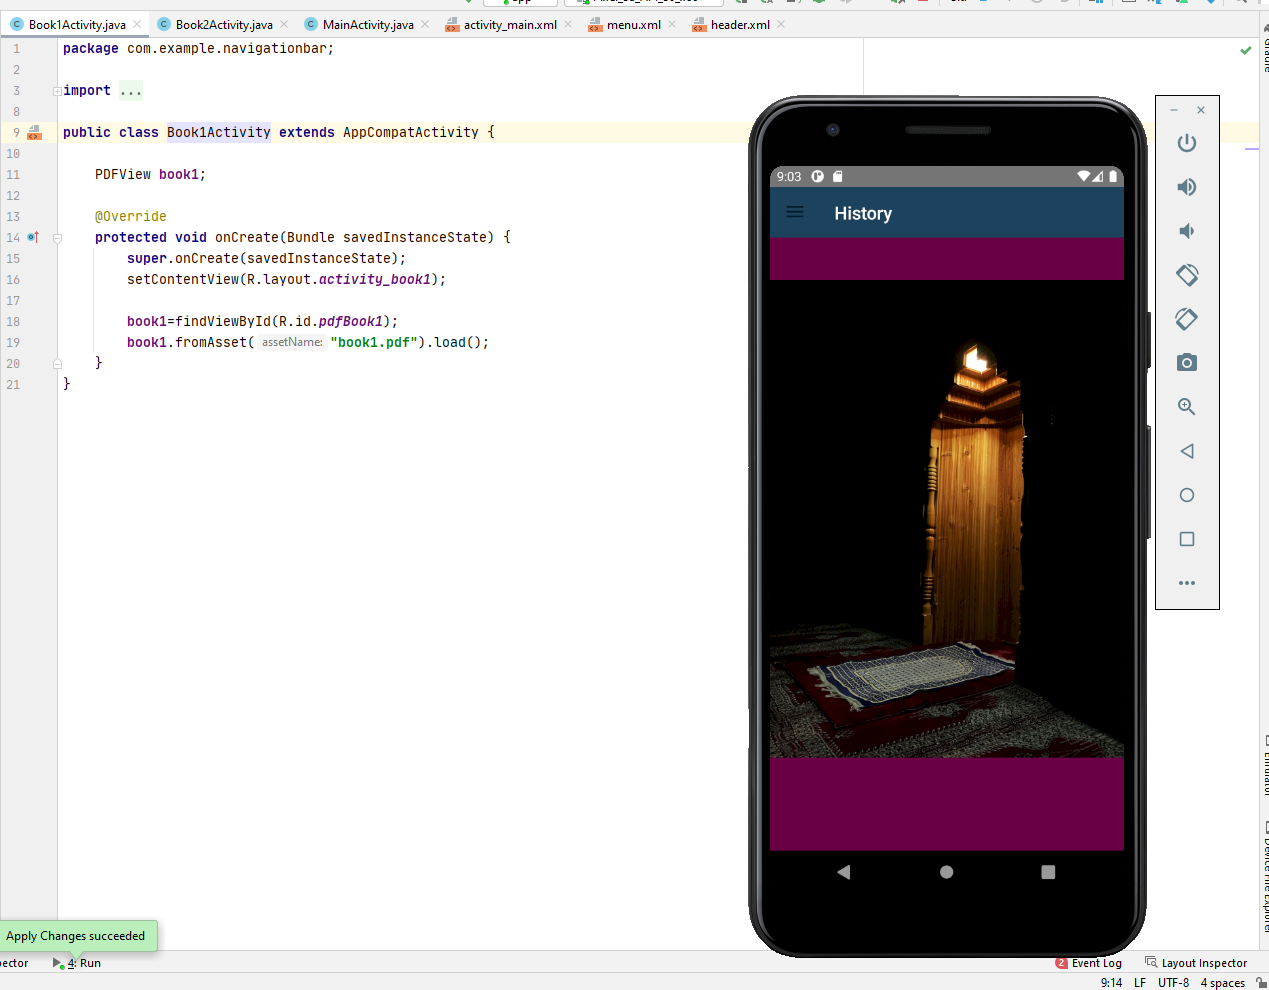 Book1Activity.java Book2Activity.java MainActivity.java activity_main.xml menu.xml header.xml
1 package com.example.navigationbar;
2
3 import ...
8
9 public class Book1Activity extends AppCompatActivity {
10
11 PDFView book1;
12
13 @Override
14 protected void onCreate(Bundle savedInstanceState) {
15 super.onCreate(savedInstanceState);
16 setContentView(R.layout.activity_book1);
17
18 book1=findViewById(R.id.pdfBook1);
19 book1.fromAsset( assetName: "book1.pdf").load();
20 }
21 }
9:03
History
Apply Changes succeeded
4: Run
2 Event Log Layout Inspector
9:14 LF UTF-8 4 spaces